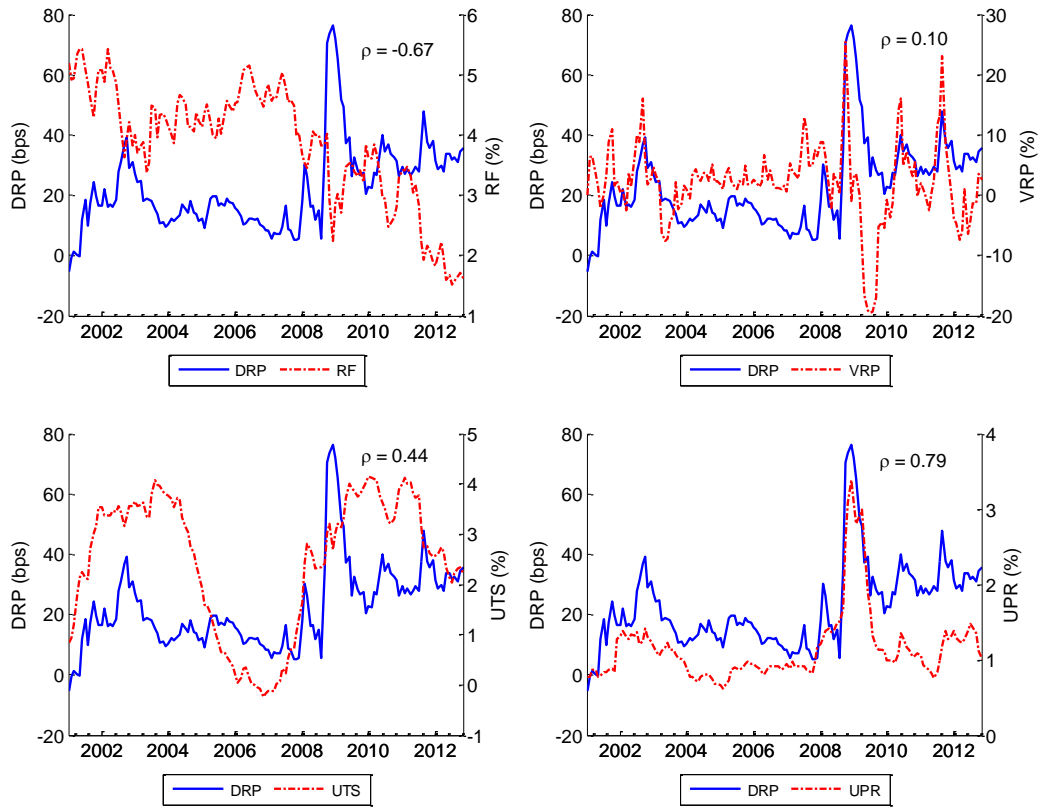 80
60
40
20
0
-20
DRP (bps)
6
5
4
3
2
1
RF (%)
ρ = -0.67
2002 2004 2006 2008 2010 2012
DRP RF
80
60
40
20
0
-20
DRP (bps)
30
20
10
0
-10
-20
VRP (%)
ρ = 0.10
2002 2004 2006 2008 2010 2012
DRP VRP
80
60
40
20
0
-20
DRP (bps)
5
4
3
2
1
0
-1
UTS (%)
ρ = 0.44
2002 2004 2006 2008 2010 2012
DRP UTS
80
60
40
20
0
-20
DRP (bps)
4
3
2
1
0
UPR (%)
ρ = 0.79
2002 2004 2006 2008 2010 2012
DRP UPR